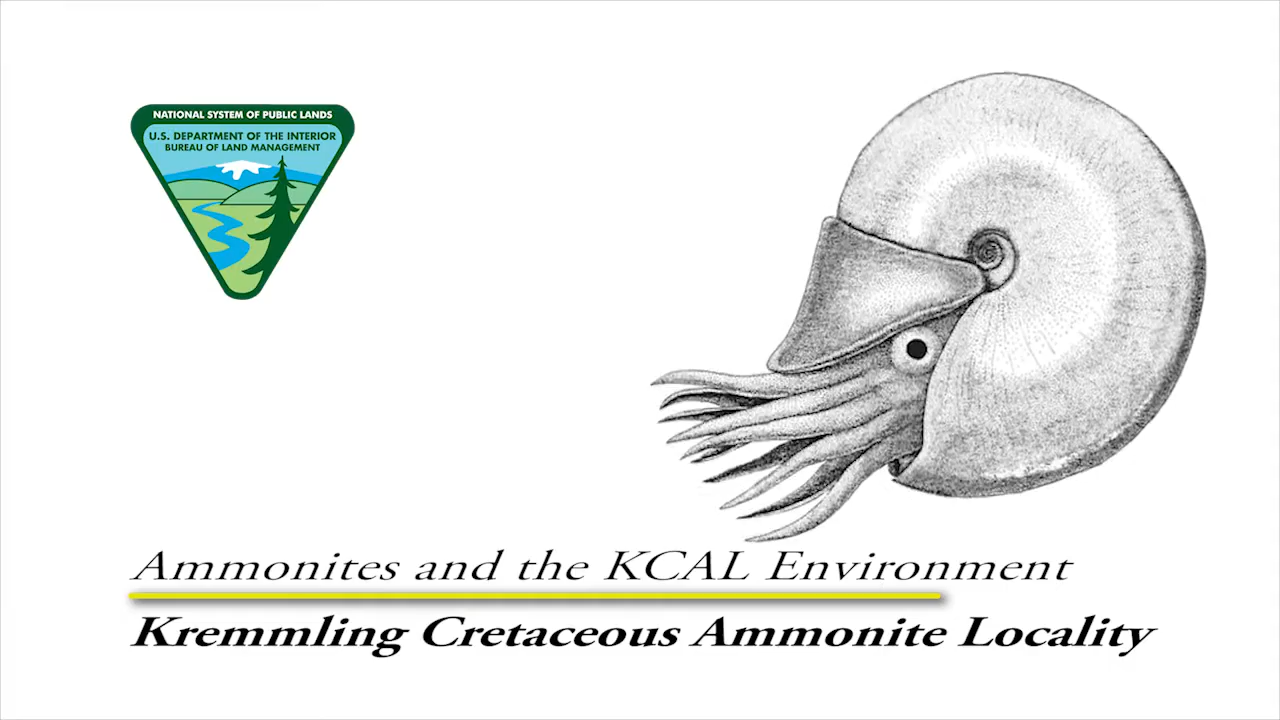 NATIONAL SYSTEM OF PUBLIC LANDS
U.S. DEPARTMENT OF THE INTERIOR
BUREAU OF LAND MANAGEMENT
Ammonites and the KCAL Environment
Kremmling Cretaceous Ammonite Locality